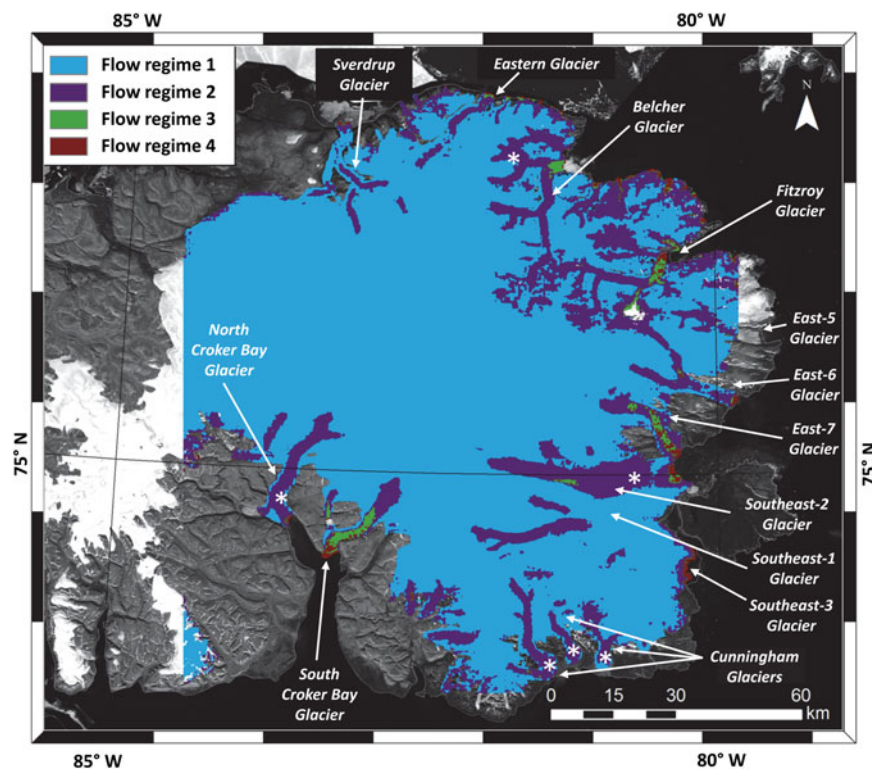 85° W
80° W
Flow regime 1
Flow regime 2
Flow regime 3
Flow regime 4
Sverdrup
Glacier
Eastern Glacier
Belcher
Glacier
N
Fitzroy
Glacier
North
Croker Bay
Glacier
East-5
Glacier
East-6
Glacier
East-7
Glacier
75° N
75° N
*
*
*
*
*
*
Southeast-2
Glacier
Southeast-1
Glacier
Southeast-3
Glacier
Cunningham
Glaciers
South
Croker Bay
Glacier
0 15 30 60
km
85° W
80° W